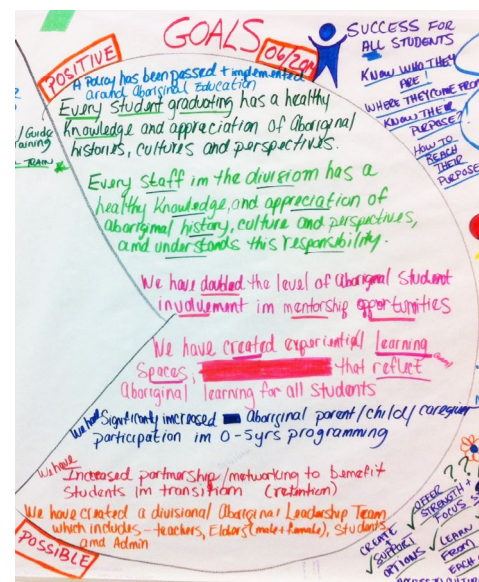 GOALS
06/20
POSITIVE
SUCCESS FOR
ALL STUDENTS
KNOW WHO THEY
ARE!
WHERE THEY COME FROM
KNOW THEIR
PURPOSE?
HOW TO
REACH
THEIR
PURPOSE
A Policy has been passed + implemented
around Aboriginal Education
Every student graduating has a healthy
knowledge and appreciation of Aboriginal
histories, cultures and perspectives.
/Guide
raining
TRAIN
Every staff in the division has a
healthy knowledge, and appreciation of
aboriginal history, culture and perspectives,
and understands this responsibility.
We have doubled the level of Aboriginal student
involvement in mentorship opportunities
We have created experiential learning
Spaces, that reflect
Aboriginal learning for all students
We have Significantly increased Aboriginal parent/child/caregiver
participation in 0-5yrs programming
We have
Increased partnership/networking to benefit
students in transition (retention)
We have created a divisional Aboriginal Leadership Team
which includes - teachers, Elders (male + female), Students
and Admin
POSSIBLE
? ?
OFFER
STRENGTH +
FOCUS
CREATE
SUPPORT
OPTIONS
LEARN
FROM
EACH